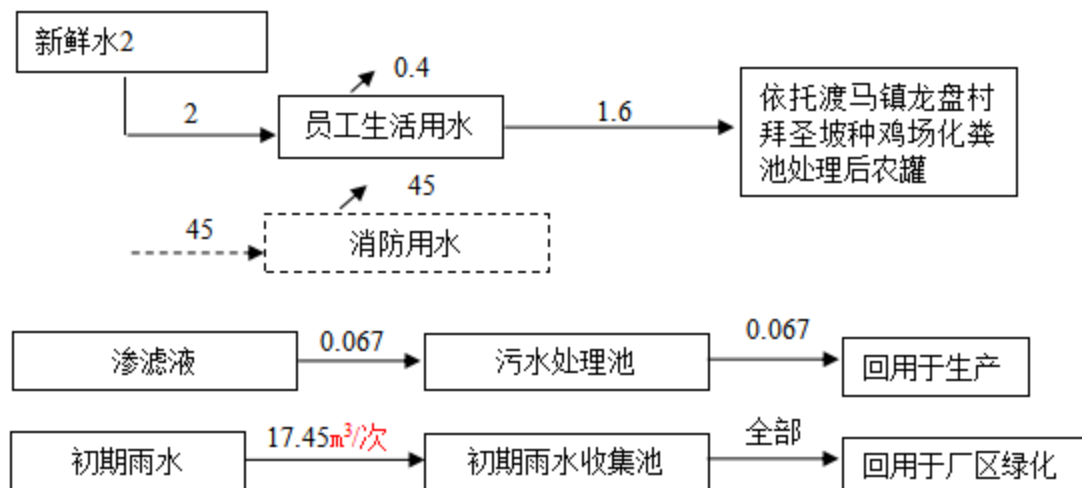 新鲜水2
0.4
2
员工生活用水
1.6
依托渡马镇龙盘村
拜圣坡种鸡场化粪
池处理后农罐
45
45
消防用水
渗滤液
0.067
污水处理池
0.067
回用于生产
初期雨水
17.45m³/次
初期雨水收集池
全部
回用于厂区绿化